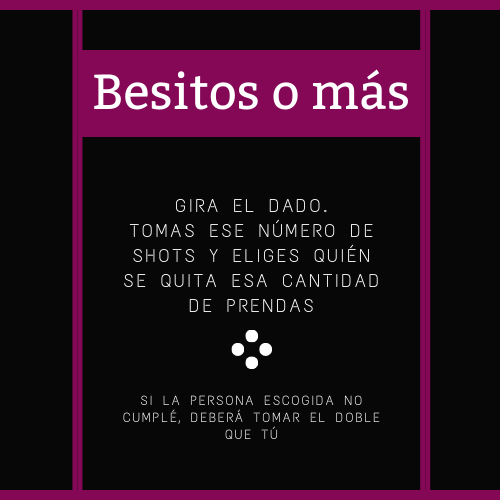 Besitos o más
GIRA EL DADO.
TOMAS ESE NÚMERO DE
SHOTS Y ELIGES QUIÉN
SE QUITA ESA CANTIDAD
DE PRENDAS
SI LA PERSONA ESCOGIDA NO
CUMPLÉ, DEBERÁ TOMAR EL DOBLE
QUE TÚ